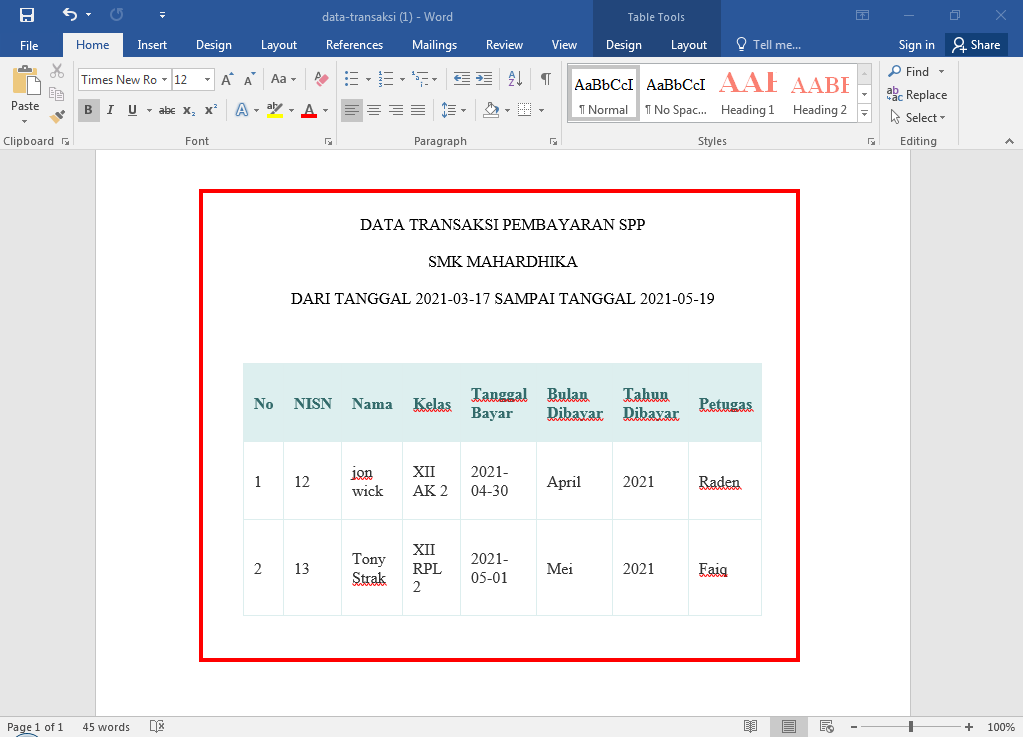 data-transaksi (1) - Word
Table Tools
File Home Insert Design Layout References Mailings Review View Design Layout Tell me... Sign in Share
Paste
Clipboard
Times New Ro 12
Aa
B I U abc X₂ X² A ab A
Font
Paragraph
AaBbCcI AaBbCcI AAI AABE
¶ Normal ¶ No Spac... Heading 1 Heading 2
Styles
Find
Replace
Select
Editing
DATA TRANSAKSI PEMBAYARAN SPP
SMK MAHARDHIKA
DARI TANGGAL 2021-03-17 SAMPAI TANGGAL 2021-05-19
No NISN Nama Kelas Tanggal Bayar Bulan Dibayar Tahun Dibayar Petugas
1 12 jon wick XII AK 2 2021-04-30 April 2021 Raden
2 13 Tony Strak XII RPL 2 2021-05-01 Mei 2021 Faiq
Page 1 of 1 45 words 100%